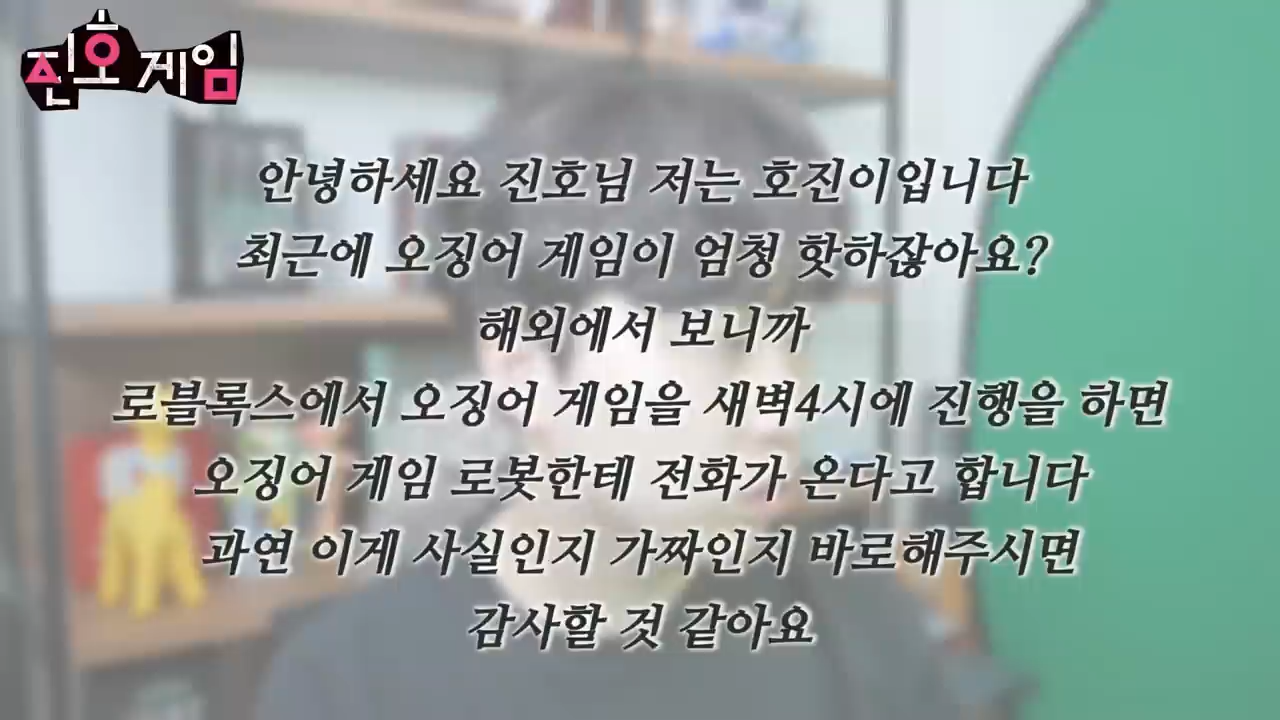 진호 게임
안녕하세요 진호님 저는 호진이입니다
최근에 오징어 게임이 엄청 핫하잖아요?
해외에서 보니까
로블록스에서 오징어 게임을 새벽4시에 진행을 하면
오징어 게임 로봇한테 전화가 온다고 합니다
과연 이게 사실인지 가짜인지 바로해주시면
감사할 것 같아요